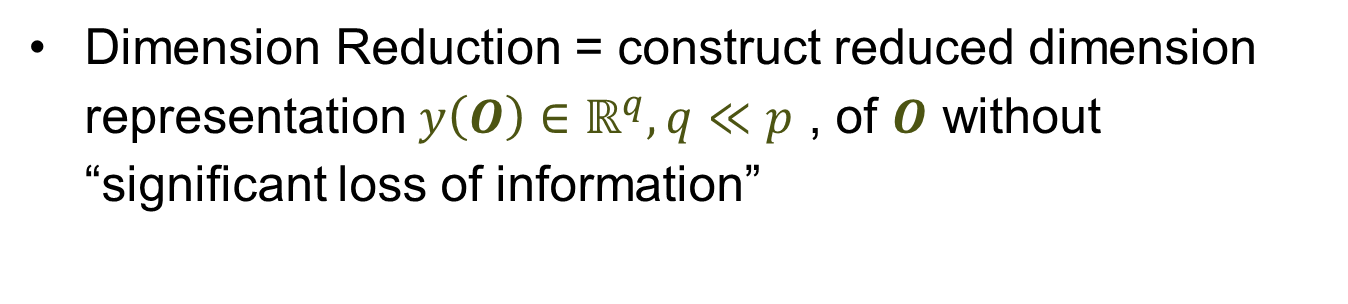 • Dimension Reduction = construct reduced dimension
representation y(O) ∈ ℝ^q, q ≪ p , of O without
“significant loss of information”